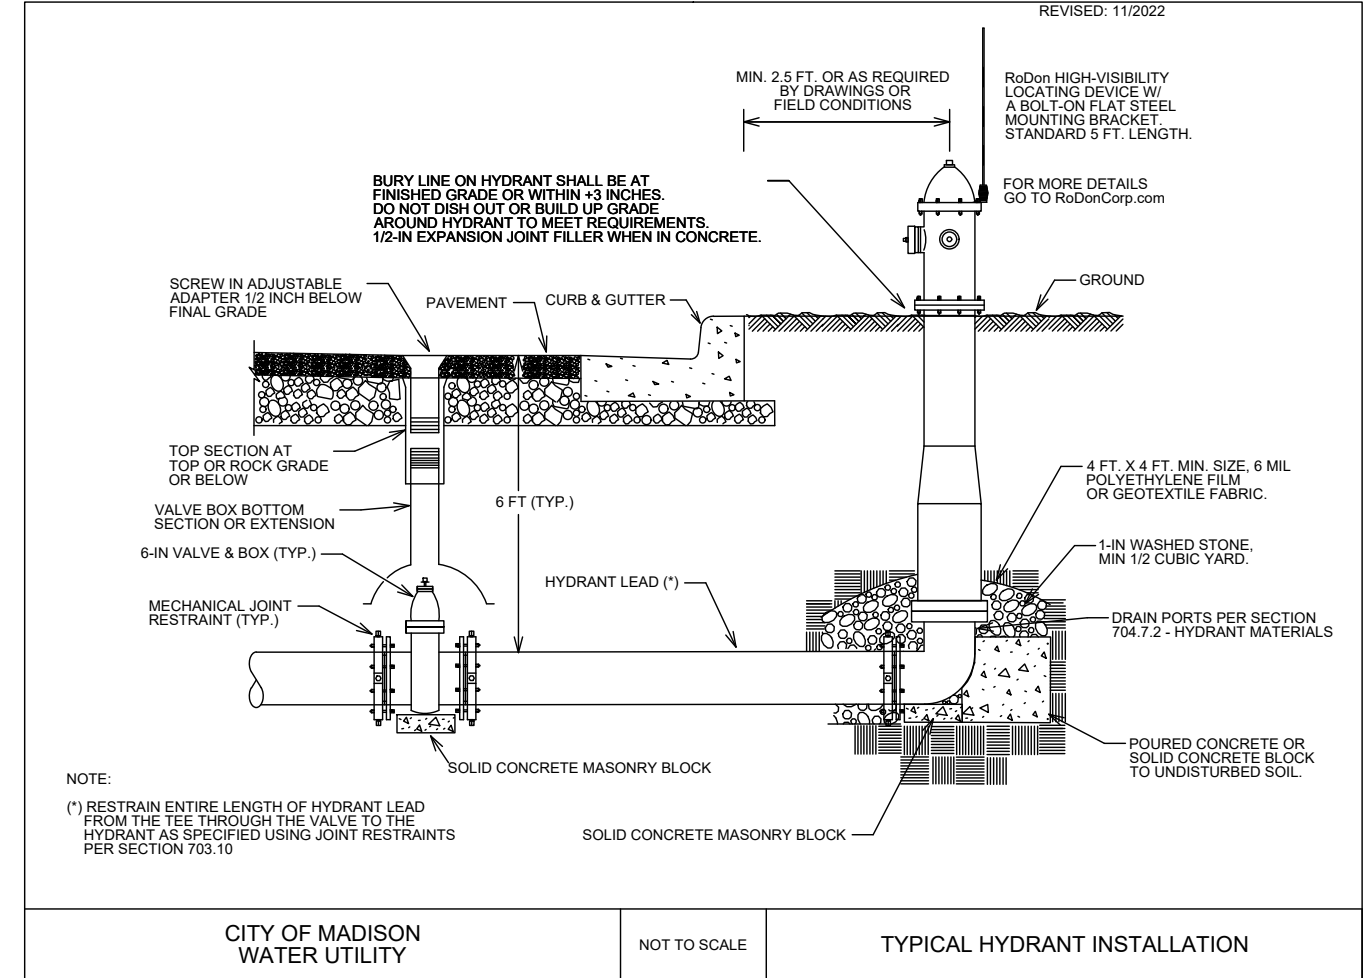 REVISED: 11/2022
MIN. 2.5 FT. OR AS REQUIRED
BY DRAWINGS OR
FIELD CONDITIONS
RoDon HIGH-VISIBILITY
LOCATING DEVICE W/
A BOLT-ON FLAT STEEL
MOUNTING BRACKET.
STANDARD 5 FT. LENGTH.
FOR MORE DETAILS
GO TO RoDonCorp.com
BURY LINE ON HYDRANT SHALL BE AT
FINISHED GRADE OR WITHIN +3 INCHES.
DO NOT DISH OUT OR BUILD UP GRADE
AROUND HYDRANT TO MEET REQUIREMENTS.
1/2-IN EXPANSION JOINT FILLER WHEN IN CONCRETE.
SCREW IN ADJUSTABLE
ADAPTER 1/2 INCH BELOW
FINAL GRADE
PAVEMENT
CURB & GUTTER
GROUND
TOP SECTION AT
TOP OR ROCK GRADE
OR BELOW
VALVE BOX BOTTOM
SECTION OR EXTENSION
6 FT (TYP.)
4 FT. X 4 FT. MIN. SIZE, 6 MIL
POLYETHYLENE FILM
OR GEOTEXTILE FABRIC.
6-IN VALVE & BOX (TYP.)
1-IN WASHED STONE,
MIN 1/2 CUBIC YARD.
HYDRANT LEAD (*)
MECHANICAL JOINT
RESTRAINT (TYP.)
DRAIN PORTS PER SECTION
704.7.2 - HYDRANT MATERIALS
SOLID CONCRETE MASONRY BLOCK
POURED CONCRETE OR
SOLID CONCRETE BLOCK
TO UNDISTURBED SOIL.
NOTE:
(*) RESTRAIN ENTIRE LENGTH OF HYDRANT LEAD
FROM THE TEE THROUGH THE VALVE TO THE
HYDRANT AS SPECIFIED USING JOINT RESTRAINTS
PER SECTION 703.10
SOLID CONCRETE MASONRY BLOCK
CITY OF MADISON
WATER UTILITY
NOT TO SCALE
TYPICAL HYDRANT INSTALLATION